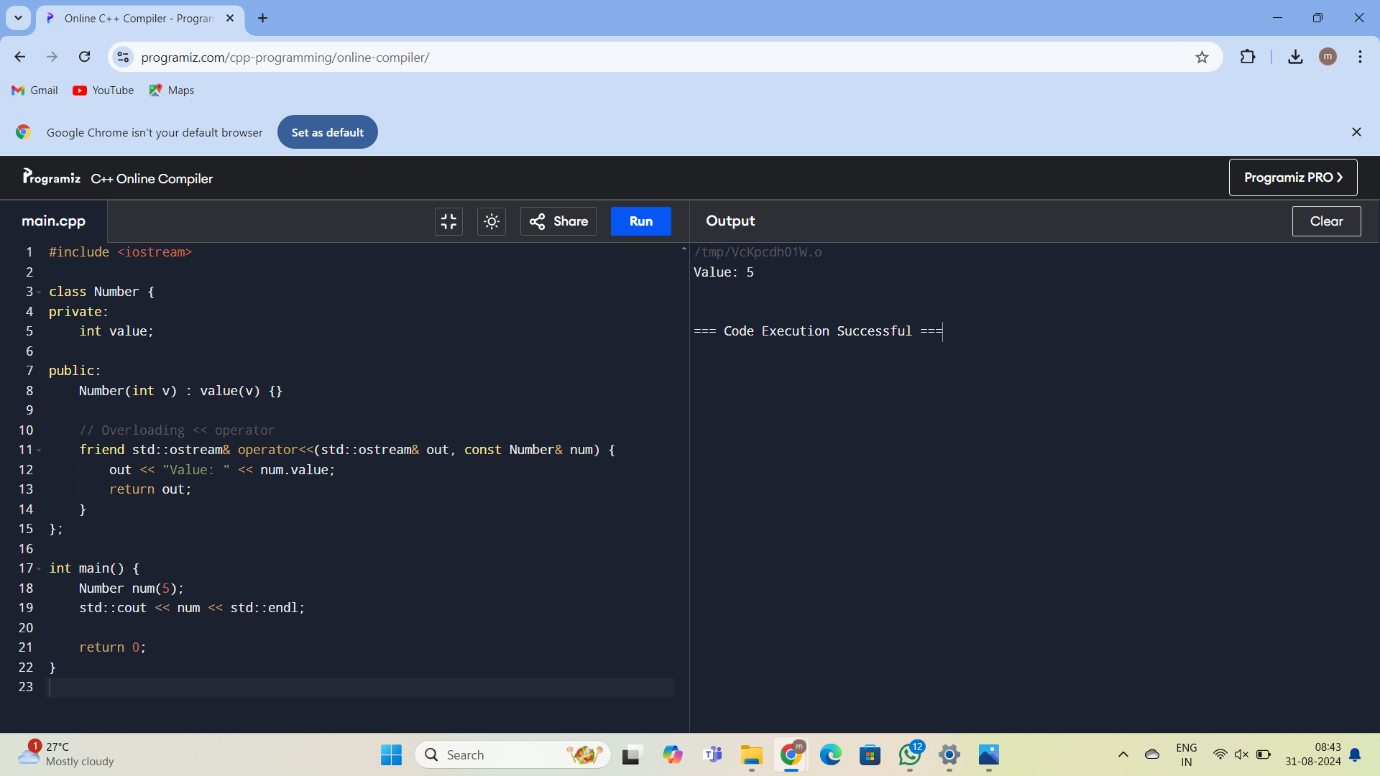 Online C++ Compiler - Program
programiz.com/cpp-programming/online-compiler/
m
Gmail YouTube Maps
Google Chrome isn't your default browser Set as default
Programiz C++ Online Compiler Programiz PRO
main.cpp Share Run Output Clear
1 #include <iostream>
2
3 class Number {
4 private:
5     int value;
6
7 public:
8     Number(int v) : value(v) {}
9
10     // Overloading << operator
11     friend std::ostream& operator<<(std::ostream& out, const Number& num) {
12         out << "Value: " << num.value;
13         return out;
14     }
15 };
16
17 int main() {
18     Number num(5);
19     std::cout << num << std::endl;
20
21     return 0;
22 }
23
/tmp/VcKpcdh01W.o
Value: 5
=== Code Execution Successful ===
1
27°C
Mostly cloudy
Search
m
12
ENG
IN
08:43
31-08-2024